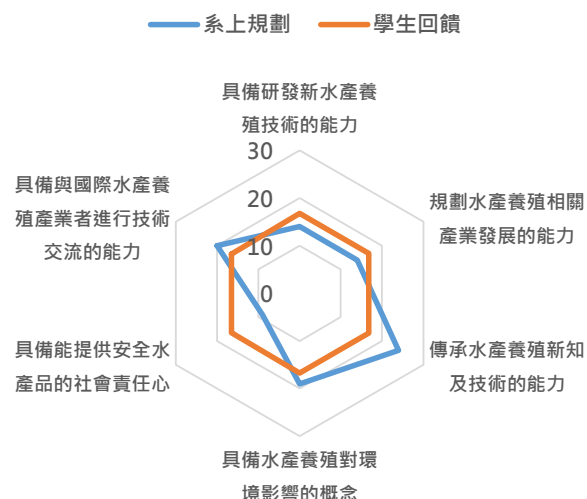 系上規劃 學生回饋
具備研發新水產養
殖技術的能力
30
20
10
0
規劃水產養殖相關
產業發展的能力
傳承水產養殖新知
及技術的能力
具備水產養殖對環
境影響的概念
具備能提供安全水
產品的社會責任心
具備與國際水產養
殖產業者進行技術
交流的能力